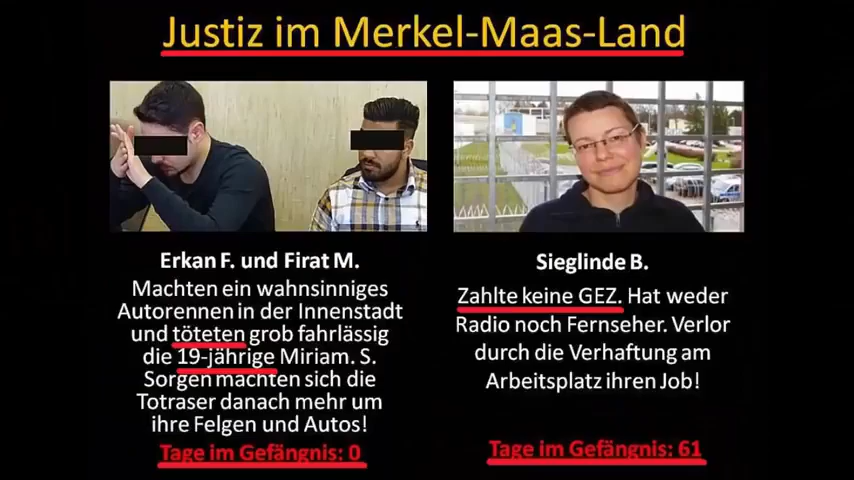 Justiz im Merkel-Maas-Land
Erkan F. und Firat M.
Machten ein wahnsinniges
Autorennen in der Innenstadt
und töteten grob fahrlässig
die 19-jährige Miriam. S.
Sorgen machten sich die
Totraser danach mehr um
ihre Felgen und Autos!
Tage im Gefängnis: 0
Sieglinde B.
Zahlte keine GEZ. Hat weder
Radio noch Fernseher. Verlor
durch die Verhaftung am
Arbeitsplatz ihren Job!
Tage im Gefängnis: 61